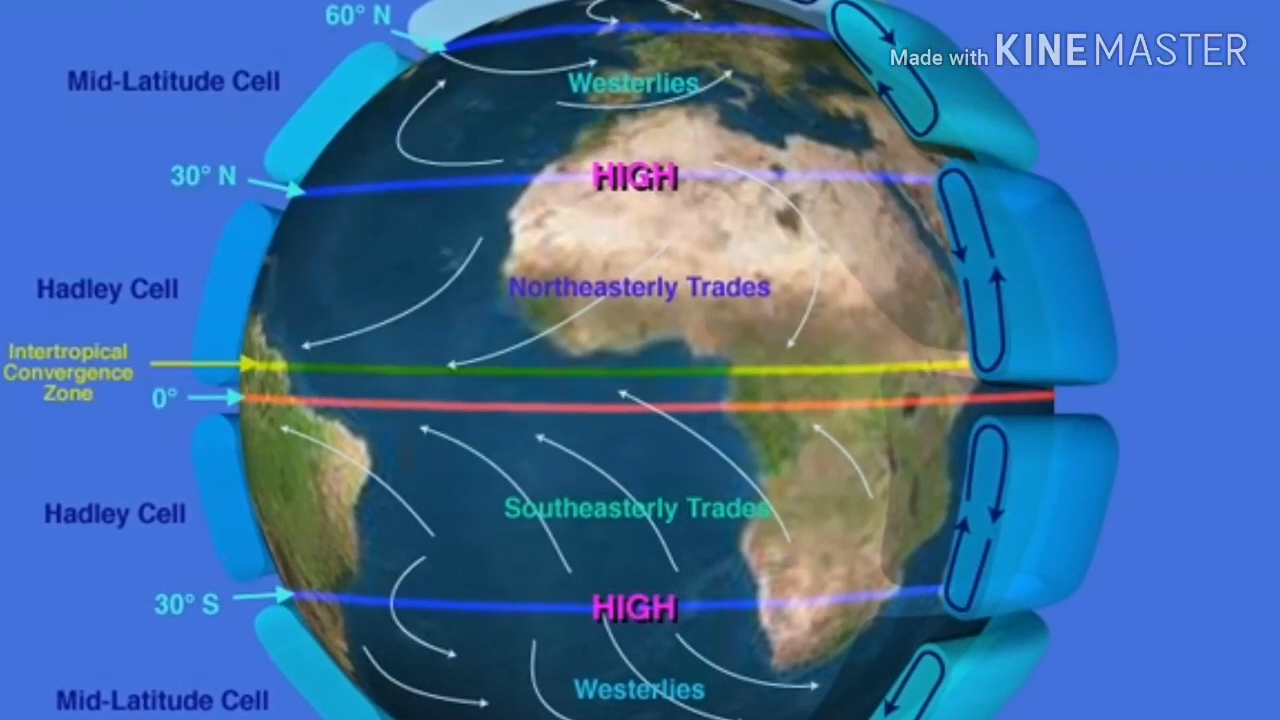 60° N
Made with KINEMASTER
Mid-Latitude Cell
Westerlies
30° N
HIGH
Hadley Cell
Northeasterly Trades
Intertropical
Convergence
Zone
0°
Hadley Cell
Southeasterly Trades
30° S
HIGH
Mid-Latitude Cell
Westerlies